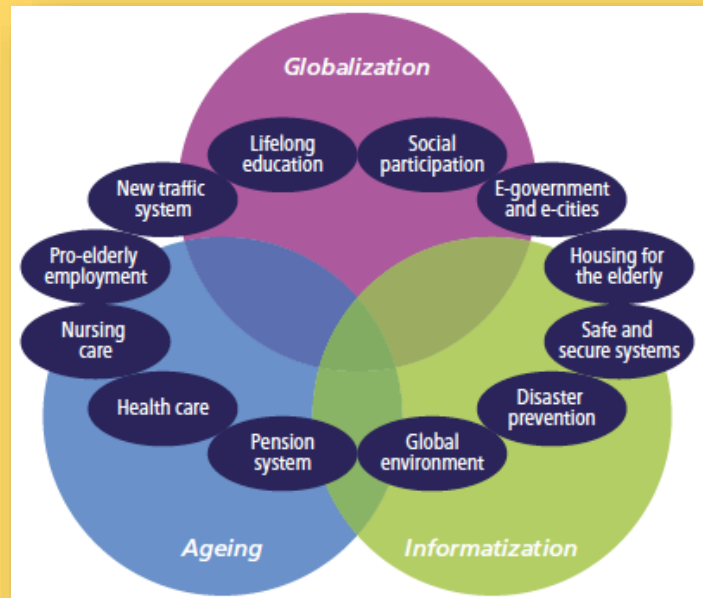 Globalization
Lifelong
education
Social
participation
New traffic
system
E-government
and e-cities
Pro-elderly
employment
Housing for
the elderly
Nursing
care
Safe and
secure systems
Health care
Disaster
prevention
Pension
system
Global
environment
Ageing
Informatization